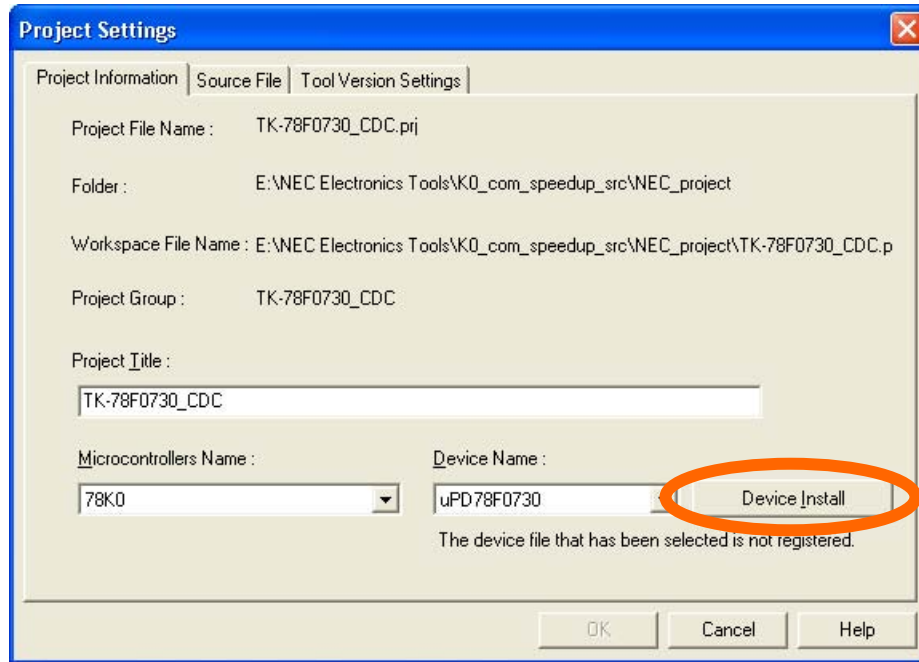 Project Settings
Project Information Source File Tool Version Settings
Project File Name : TK-78F0730_CDC.prj
Folder : E:\NEC Electronics Tools\K0_com_speedup_src\NEC_project
Workspace File Name : E:\NEC Electronics Tools\K0_com_speedup_src\NEC_project\TK-78F0730_CDC.p
Project Group : TK-78F0730_CDC
Project Title :
TK-78F0730_CDC
Microcontrollers Name : Device Name :
78K0 uPD78F0730 Device Install
The device file that has been selected is not registered.
OK Cancel Help